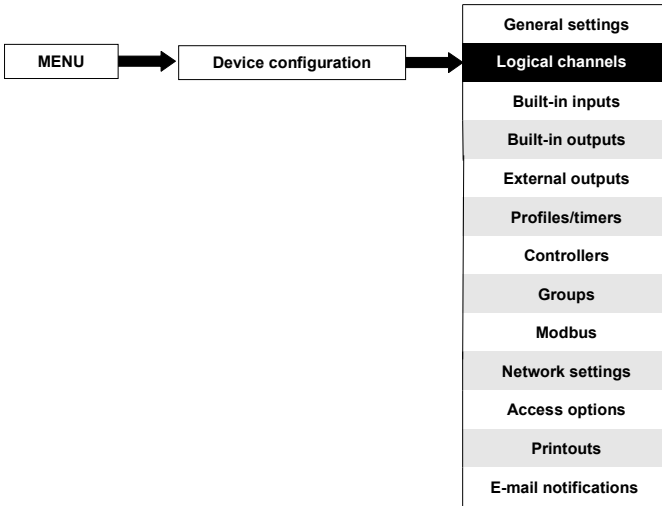 General settings
MENU
Device configuration
Logical channels
Built-in inputs
Built-in outputs
External outputs
Profiles/timers
Controllers
Groups
Modbus
Network settings
Access options
Printouts
E-mail notifications